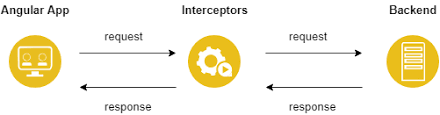 Angular App
Interceptors
Backend
request
request
response
response